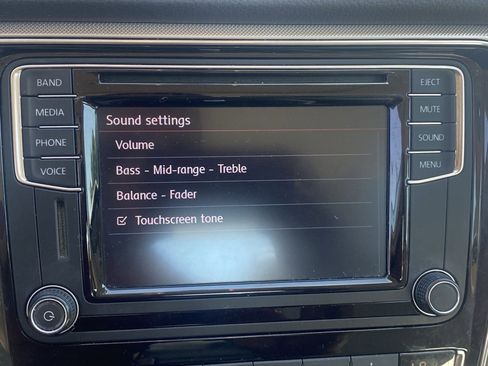 BAND
MEDIA
PHONE
VOICE
Sound settings
Volume
Bass - Mid-range - Treble
Balance - Fader
Touchscreen tone
EJECT
MUTE
SOUND
MENU